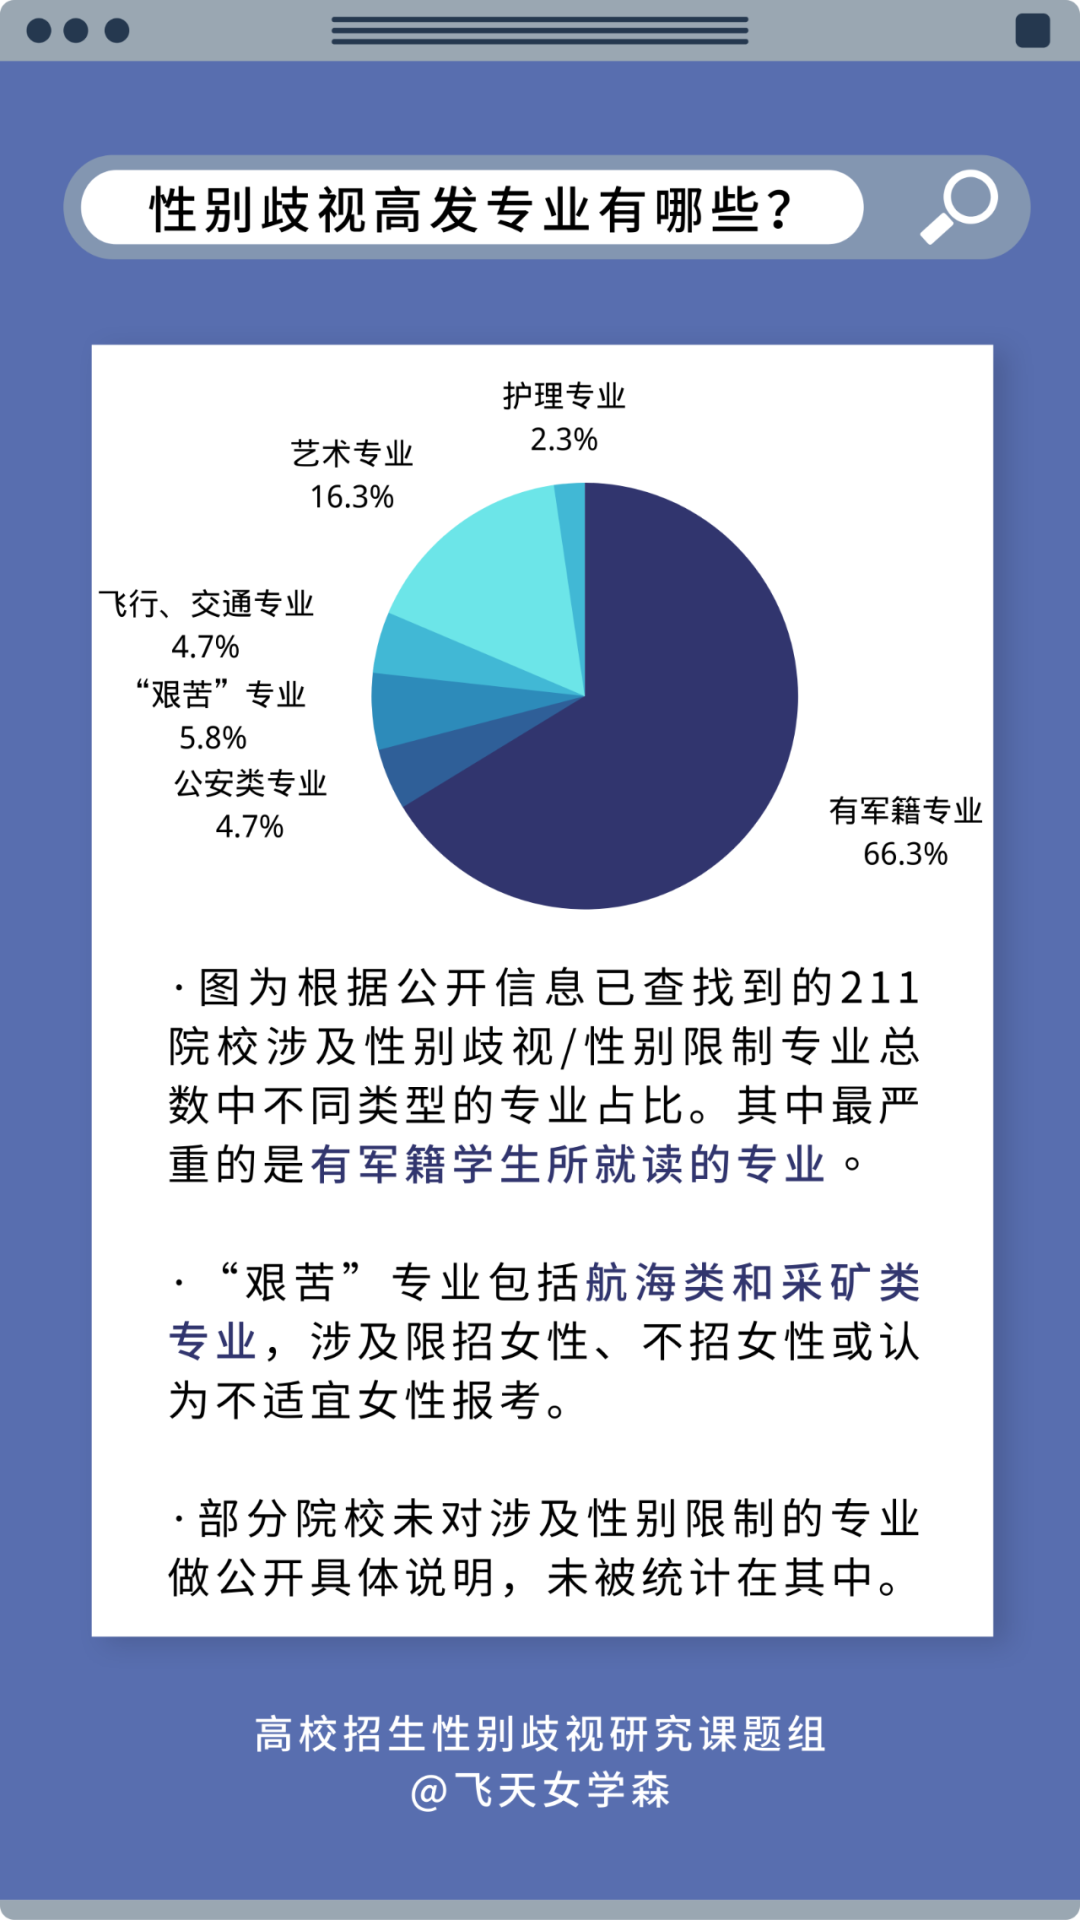 性别歧视高发专业有哪些？
护理专业
2.3%
艺术专业
16.3%
飞行、交通专业
4.7%
“艰苦”专业
5.8%
公安类专业
4.7%
有军籍专业
66.3%
·图为根据公开信息已查找到的211
院校涉及性别歧视/性别限制专业总
数中不同类型的专业占比。其中最严
重的是有军籍学生所就读的专业。
·“艰苦”专业包括航海类和采矿类
专业，涉及限招女性、不招女性或认
为不适宜女性报考。
·部分院校未对涉及性别限制的专业
做公开具体说明，未被统计在其中。
高校招生性别歧视研究课题组
@飞天女学森